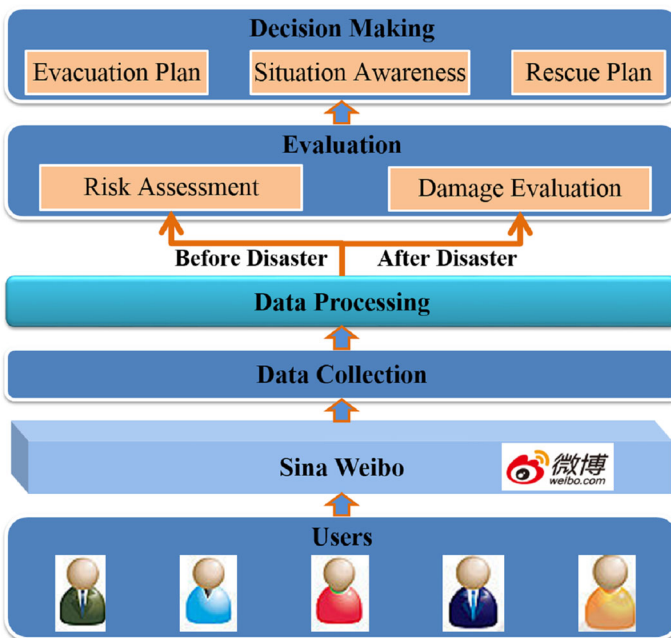 Decision Making
Evacuation Plan
Situation Awareness
Rescue Plan
Evaluation
Risk Assessment
Damage Evaluation
Before Disaster
After Disaster
Data Processing
Data Collection
Sina Weibo
微博
weibo.com
Users